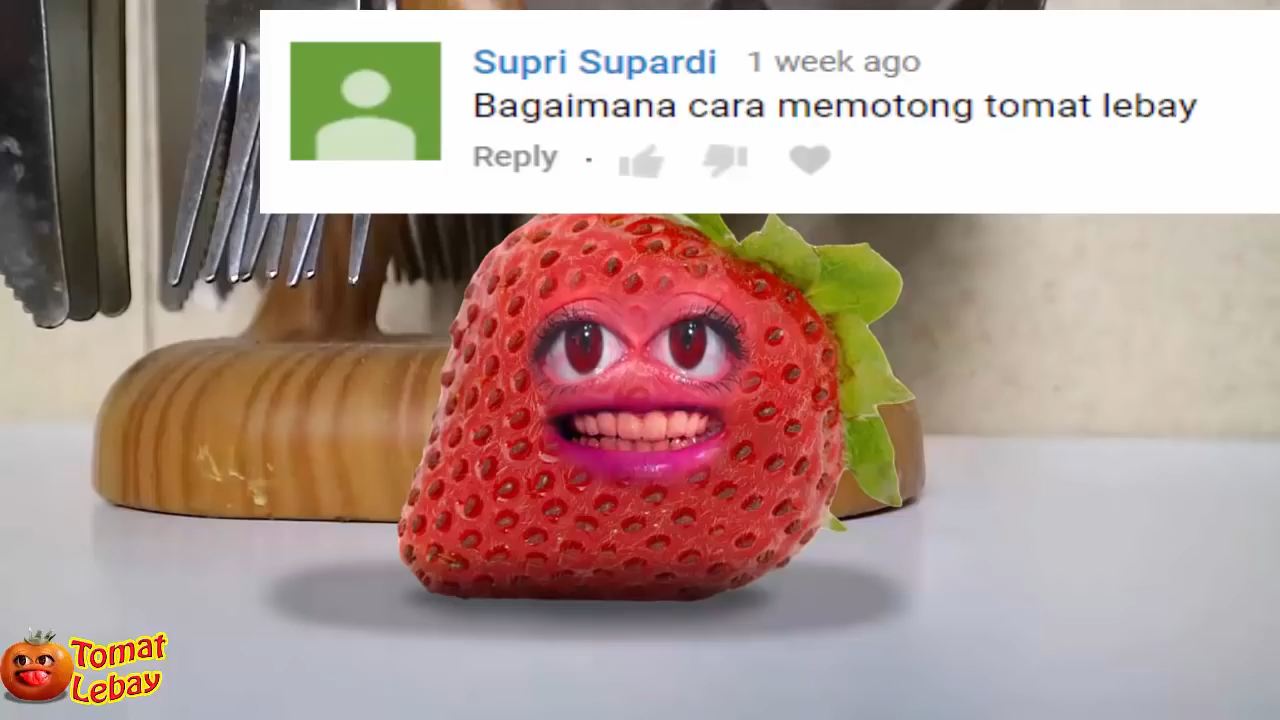 Supri Supardi 1 week ago
Bagaimana cara memotong tomat lebay
Reply ·
Tomat
Lebay